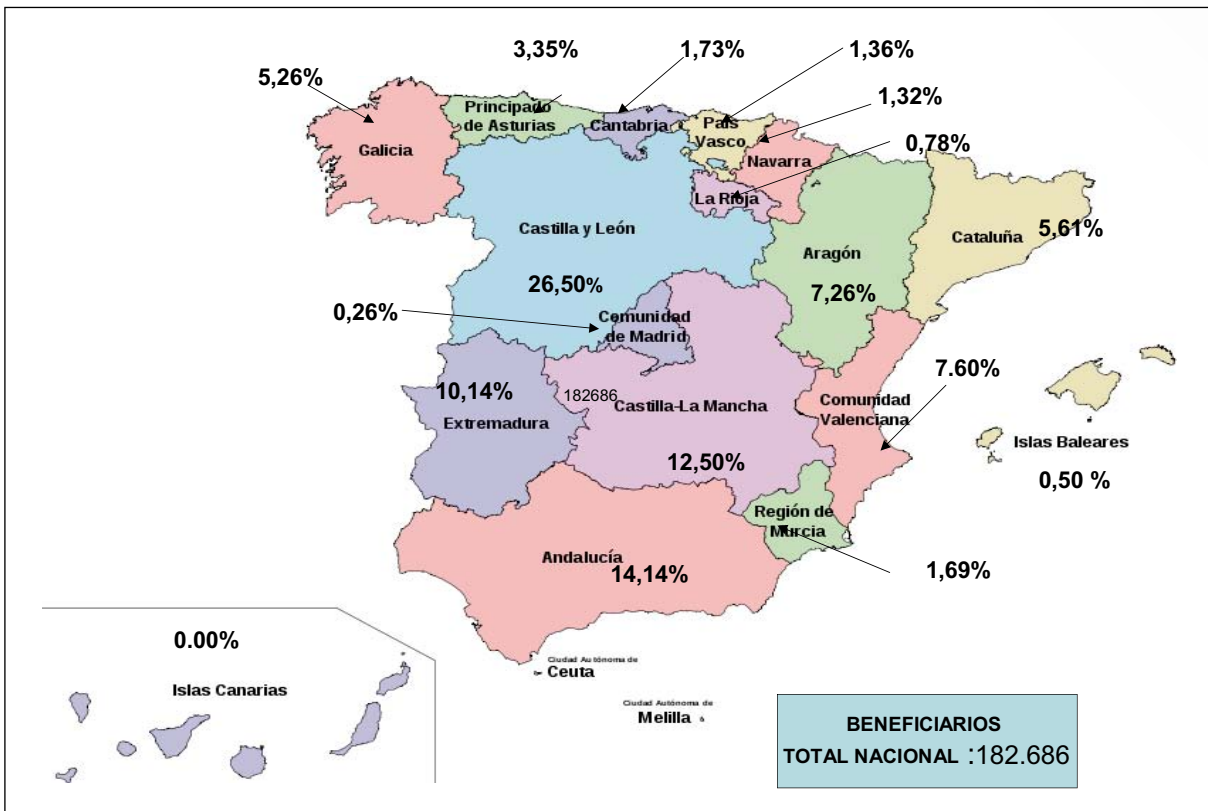 3,35%
1,73%
1,36%
5,26%
1,32%
Principado
de Asturias
Cantabria
País
Vasco
0,78%
Galicia
Navarra
La Rioja
Castilla y León
Cataluña
5,61%
Aragón
26,50%
7,26%
0,26%
Comunidad
de Madrid
7.60%
10,14%
182686
Castilla-La Mancha
Comunidad
Valenciana
Extremadura
Islas Baleares
12,50%
0,50 %
Región de
Murcia
Andalucía
14,14%
1,69%
0.00%
Ciudad Autónoma de
Ceuta
Islas Canarias
Ciudad Autónoma de
Melilla
BENEFICIARIOS
TOTAL NACIONAL :182.686